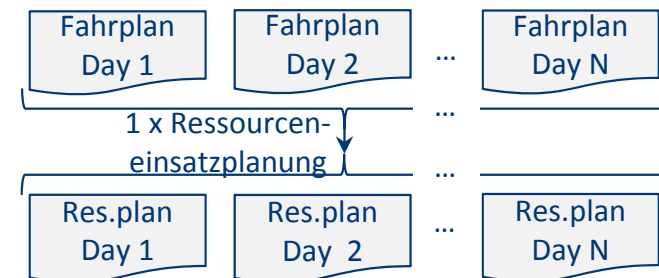 Fahrplan Fahrplan Fahrplan
Day 1 Day 2 ... Day N
...
1 x Ressourcen-
einsatzplanung
...
Res.plan Res.plan Res.plan
Day 1 Day 2 ... Day N